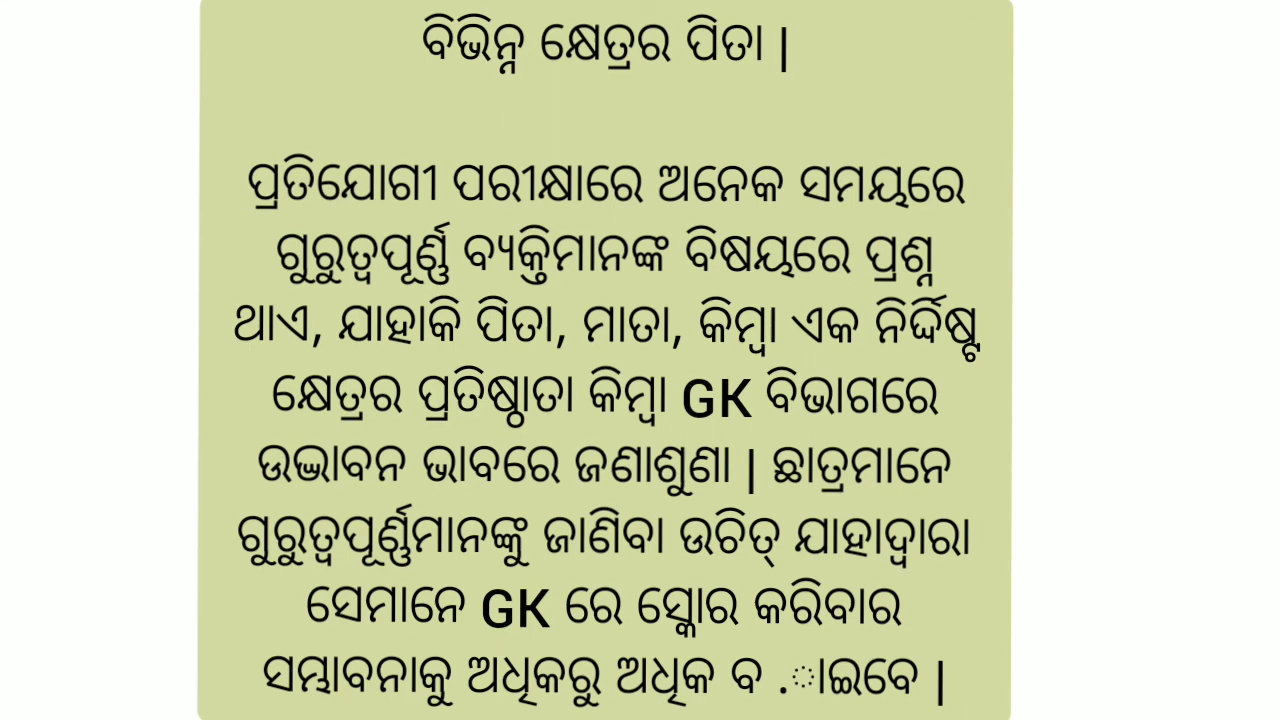 ବିଭିନ୍ନ କ୍ଷେତ୍ରର ପିତା |
ପ୍ରତିଯୋଗୀ ପରୀକ୍ଷାରେ ଅନେକ ସମୟରେ
ଗୁରୁତ୍ୱପୂର୍ଣ୍ଣ ବ୍ୟକ୍ତିମାନଙ୍କ ବିଷୟରେ ପ୍ରଶ୍ନ
ଥାଏ, ଯାହାକି ପିତା, ମାତା, କିମ୍ବା ଏକ ନିର୍ଦ୍ଦିଷ୍ଟ
କ୍ଷେତ୍ରର ପ୍ରତିଷ୍ଠାତା କିମ୍ବା GK ବିଭାଗରେ
ଉଦ୍ଭାବନ ଭାବରେ ଜଣାଶୁଣା | ଛାତ୍ରମାନେ
ଗୁରୁତ୍ୱପୂର୍ଣ୍ଣମାନଙ୍କୁ ଜାଣିବା ଉଚିତ୍ ଯାହାଦ୍ୱାରା
ସେମାନେ GK ରେ ସ୍କୋର କରିବାର
ସମ୍ଭାବନାକୁ ଅଧିକରୁ ଅଧିକ ବ .ାଇବେ |